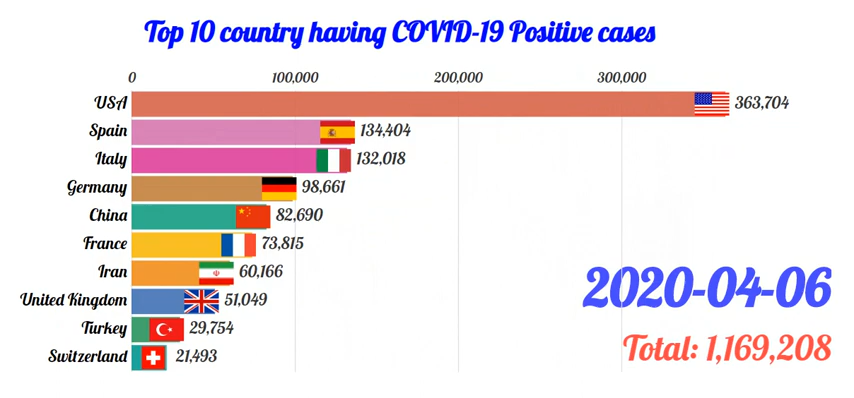 Top 10 country having COVID-19 Positive cases
0 100,000 200,000 300,000
USA 363,704
Spain 134,404
Italy 132,018
Germany 98,661
China 82,690
France 73,815
Iran 60,166
United Kingdom 51,049
Turkey 29,754
Switzerland 21,493
2020-04-06
Total: 1,169,208